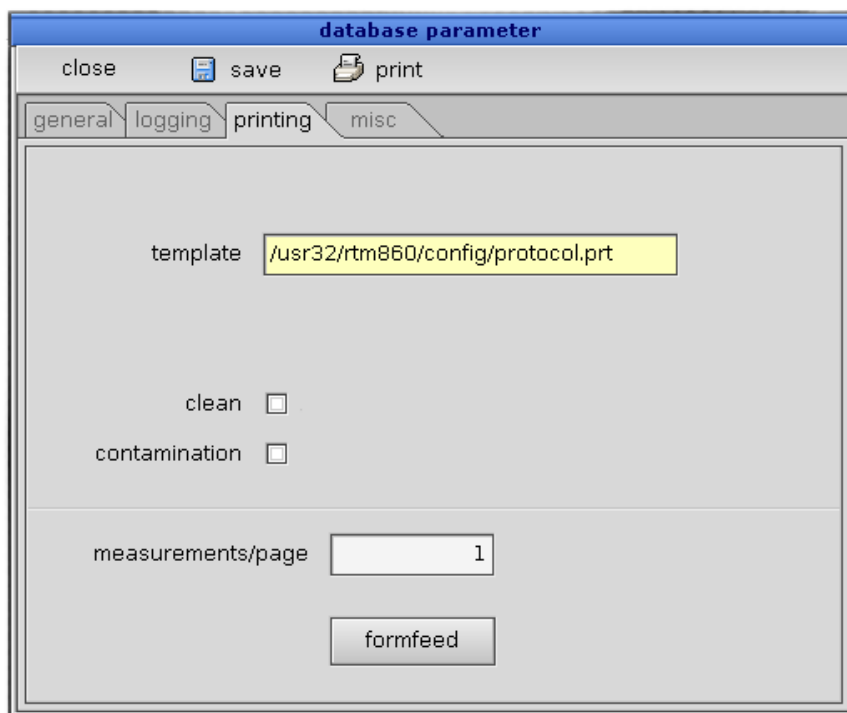 database parameter
close save print
general logging printing misc
template /usr32/rtm860/config/protocol.prt
clean
contamination
measurements/page 1
formfeed